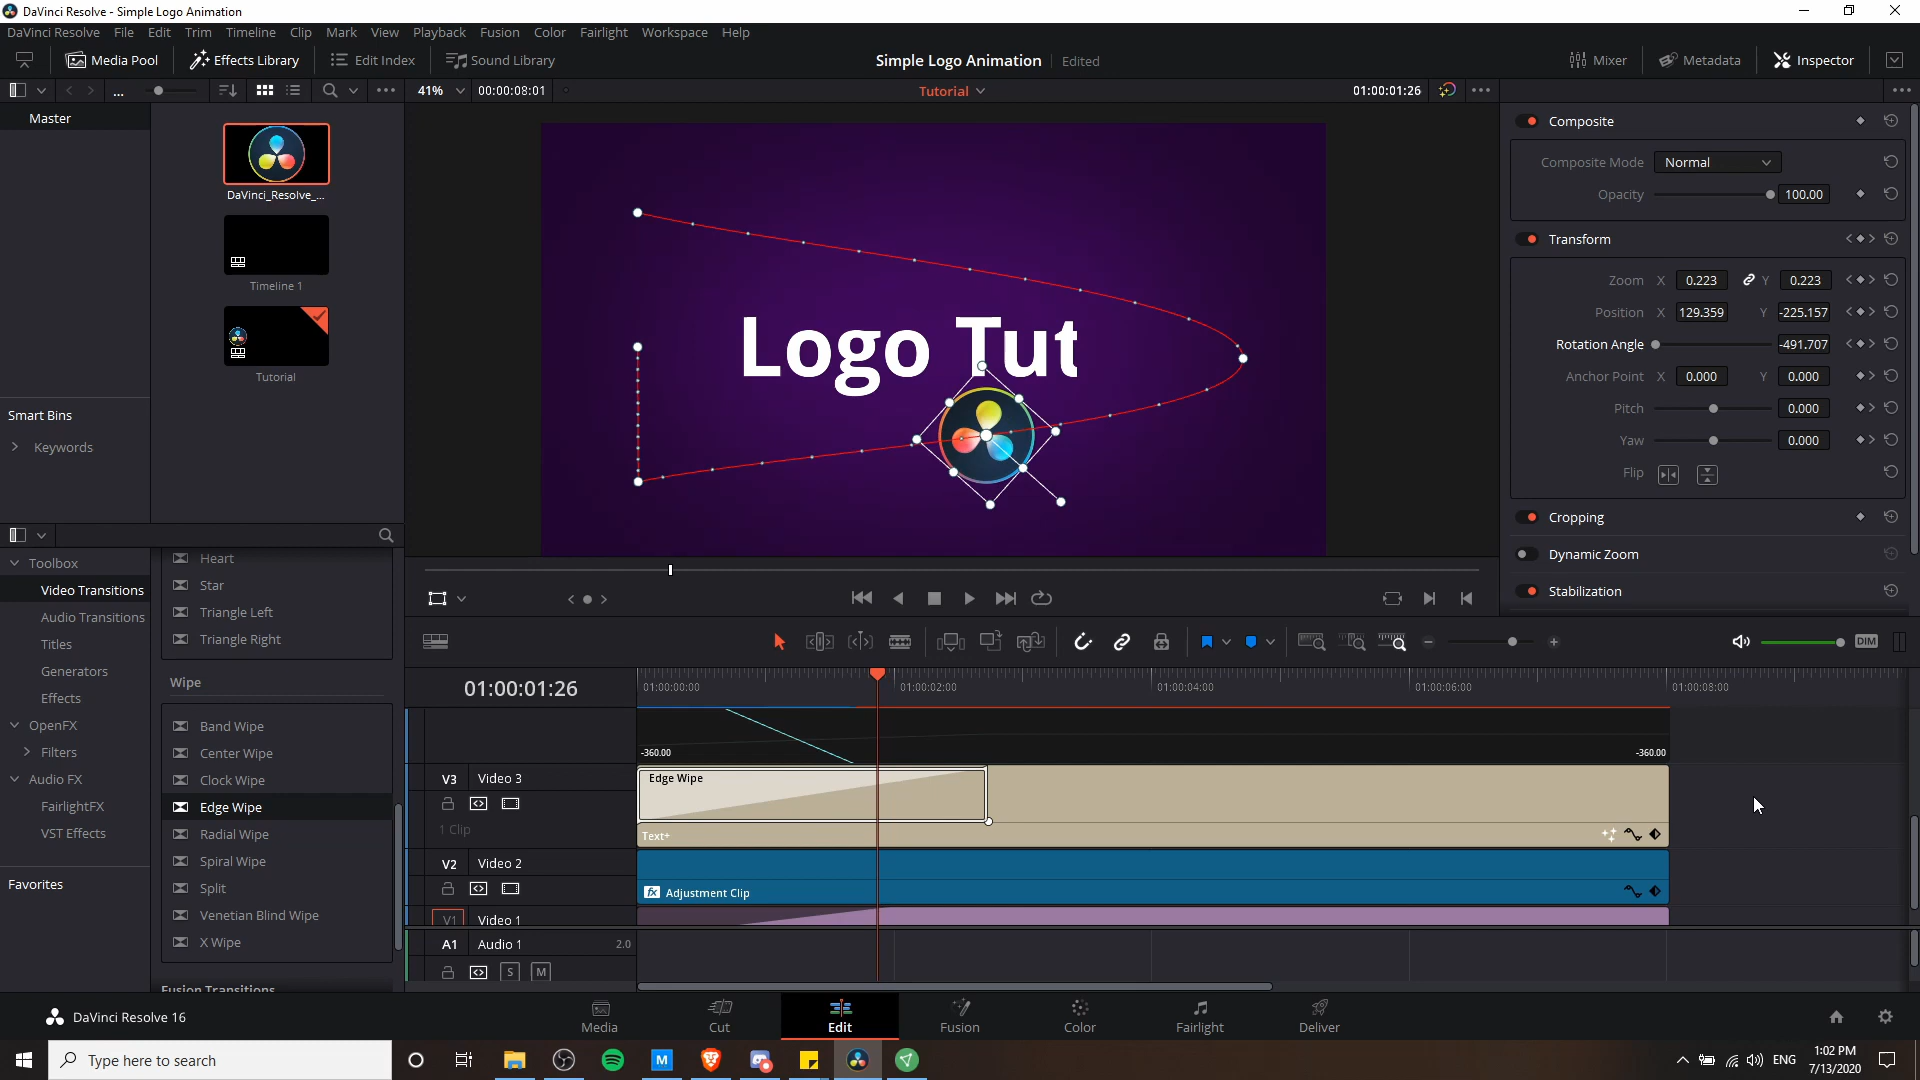 DaVinci Resolve - Simple Logo Animation
DaVinci Resolve File Edit Trim Timeline Clip Mark View Playback Fusion Color Fairlight Workspace Help
Media Pool Effects Library Edit Index Sound Library Simple Logo Animation Edited Mixer Metadata Inspector
... 41% 00:00:08:01 Tutorial 01:00:01:26
Master
DaVinci_Resolve_...
Timeline 1
Tutorial
Smart Bins
Keywords
Logo Tut
Composite
Composite Mode Normal
Opacity 100.00
Transform
Zoom X 0.223 Y 0.223
Position X 129.359 Y -225.157
Rotation Angle -491.707
Anchor Point X 0.000 Y 0.000
Pitch 0.000
Yaw 0.000
Flip
Cropping
Dynamic Zoom
Stabilization
Toolbox
Video Transitions
Audio Transitions
Titles
Generators
Effects
OpenFX
Filters
Audio FX
FairlightFX
VST Effects
Favorites
Heart
Star
Triangle Left
Triangle Right
Wipe
Band Wipe
Center Wipe
Clock Wipe
Edge Wipe
Radial Wipe
Spiral Wipe
Split
Venetian Blind Wipe
X Wipe
Fusion Transitions
DIM
01:00:01:26 01:00:00:00 01:00:02:00 01:00:04:00 01:00:06:00 01:00:08:00
-360.00 -360.00
V3 Video 3 Edge Wipe
1 Clip Text+
V2 Video 2
fx Adjustment Clip
V1 Video 1
A1 Audio 1 2.0
S M
DaVinci Resolve 16 Media Cut Edit Fusion Color Fairlight Deliver
Type here to search M ENG 1:02 PM
7/13/2020